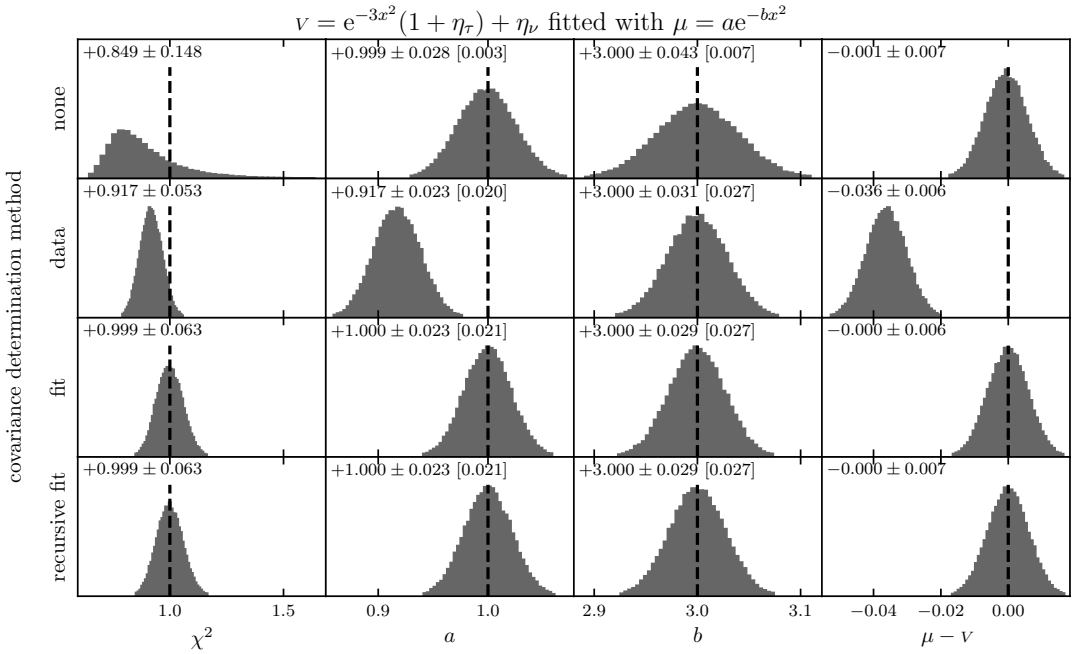 v = e^{−3x²}(1 + η_τ) + η_ν fitted with μ = ae^{−bx²}
covariance determination method
none
+0.849 ± 0.148
+0.999 ± 0.028 [0.003]
+3.000 ± 0.043 [0.007]
−0.001 ± 0.007
data
+0.917 ± 0.053
+0.917 ± 0.023 [0.020]
+3.000 ± 0.031 [0.027]
−0.036 ± 0.006
fit
+0.999 ± 0.063
+1.000 ± 0.023 [0.021]
+3.000 ± 0.029 [0.027]
−0.000 ± 0.006
recursive fit
+0.999 ± 0.063
+1.000 ± 0.023 [0.021]
+3.000 ± 0.029 [0.027]
−0.000 ± 0.007
1.0 1.5
0.9 1.0
2.9 3.0 3.1
−0.04 −0.02 0.00
χ²
a
b
μ − v